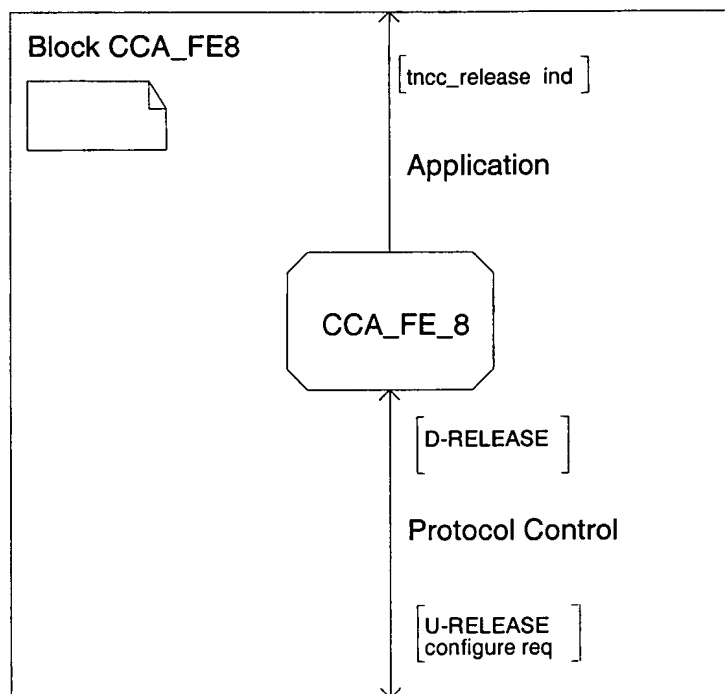 Block CCA_FE8
[tncc_release ind]
Application
CCA_FE_8
[D-RELEASE]
Protocol Control
[U-RELEASE
configure req]